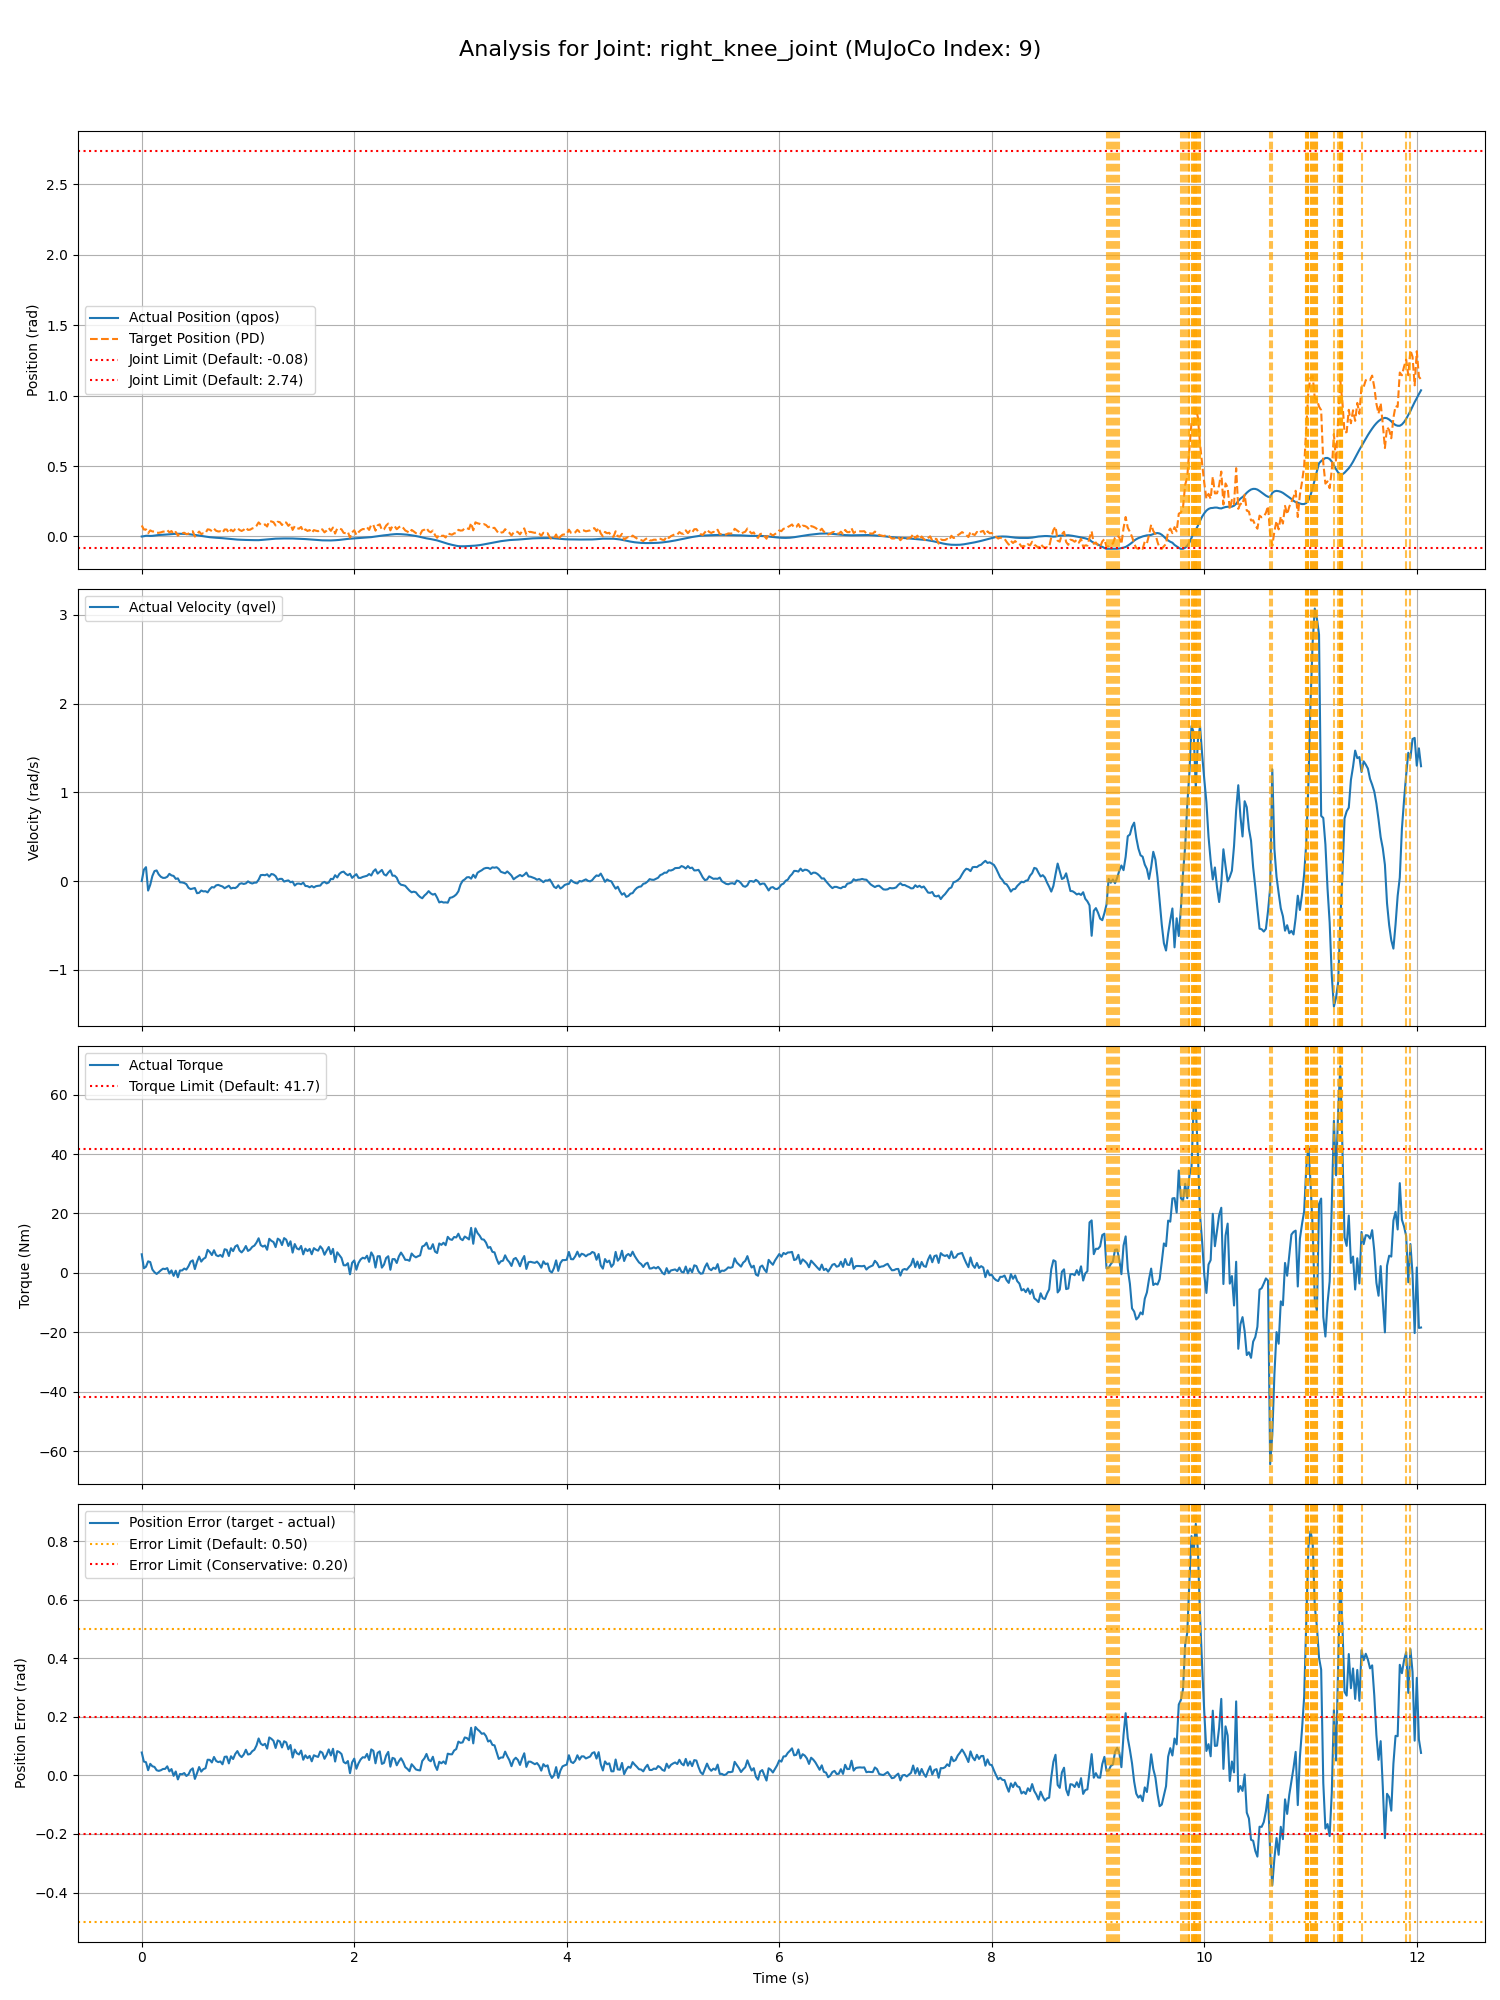 Analysis for Joint: right_knee_joint (MuJoCo Index: 9)
2.5
2.0
1.5
1.0
0.5
0.0
Position (rad)
Actual Position (qpos)
Target Position (PD)
Joint Limit (Default: -0.08)
Joint Limit (Default: 2.74)
3
2
1
0
−1
Velocity (rad/s)
Actual Velocity (qvel)
60
40
20
0
−20
−40
−60
Torque (Nm)
Actual Torque
Torque Limit (Default: 41.7)
0.8
0.6
0.4
0.2
0.0
−0.2
−0.4
Position Error (rad)
Position Error (target - actual)
Error Limit (Default: 0.50)
Error Limit (Conservative: 0.20)
0 2 4 6 8 10 12
Time (s)